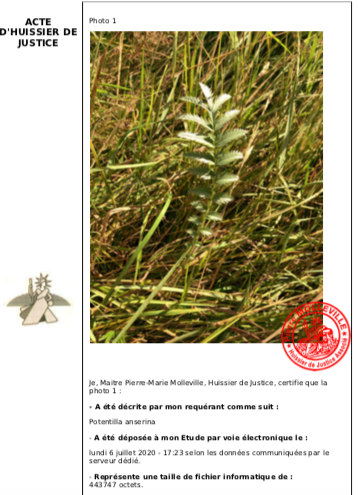 ACTE
D'HUISSIER DE
JUSTICE
Photo 1
MOLLEVILLE
Huissier de Justice Associé
Je, Maitre Pierre-Marie Molleville, Huissier de Justice, certifie que la
photo 1 :
- A été décrite par mon requérant comme suit :
Potentilla anserina
- A été déposée à mon Etude par voie électronique le :
lundi 6 juillet 2020 - 17:23 selon les données communiquées par le
serveur dédié.
- Représente une taille de fichier informatique de :
443747 octets.